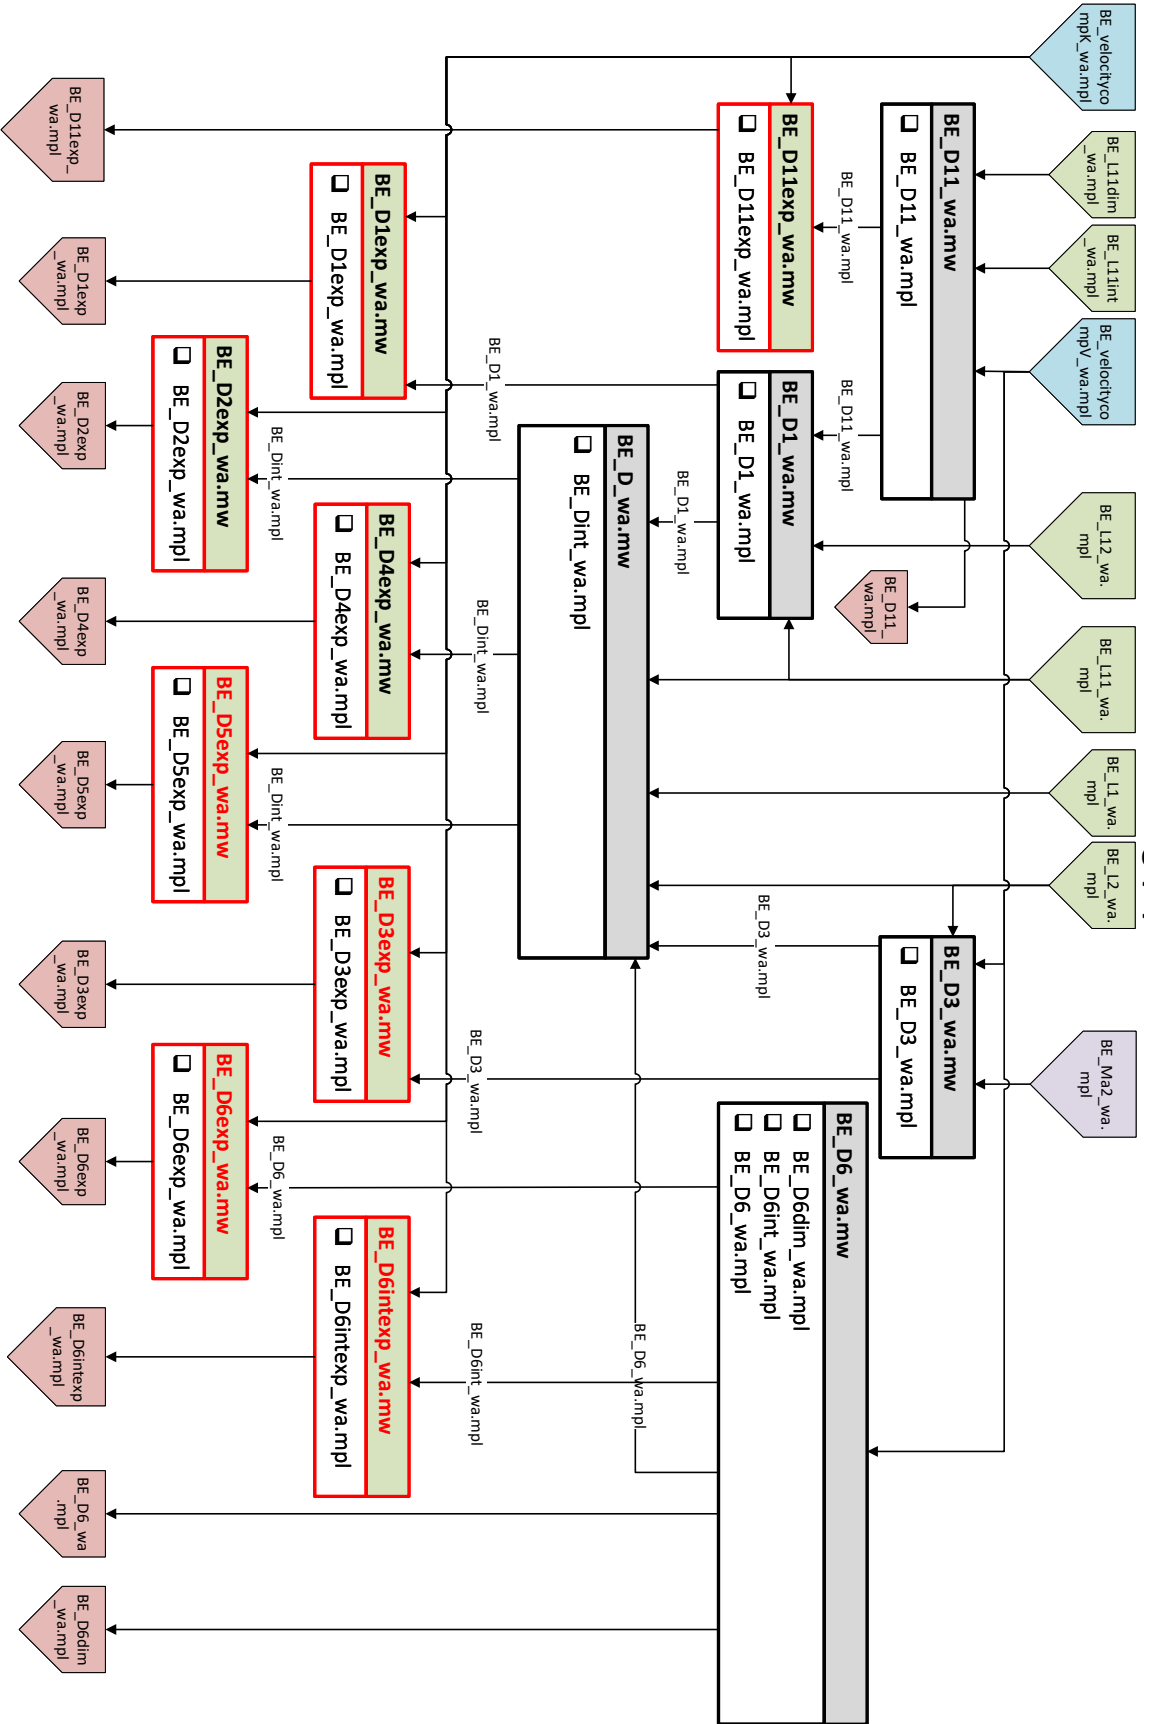 BE_velocityco
mpK_wa.mpl
BE_L11dim
_wa.mpl
BE_L11int
_wa.mpl
BE_velocityco
mpV_wa.mpl
BE_L12_wa.
mpl
BE_L11_wa.
mpl
BE_L1_wa.
mpl
BE_L2_wa.
mpl
BE_Ma2_wa.
mpl
BE_D11_wa.mw
BE_D11_wa.mpl
BE_D3_wa.mw
BE_D3_wa.mpl
BE_D11_
wa.mpl
BE_D11_wa.mpl
BE_D11_wa.mpl
BE_D6_wa.mw
BE_D6dim_wa.mpl
BE_D6int_wa.mpl
BE_D6_wa.mpl
BE_D11exp_wa.mw
BE_D11exp_wa.mpl
BE_D1_wa.mw
BE_D1_wa.mpl
BE_D3_wa.mpl
BE_D1_wa.mpl
BE_D6_wa.mpl
BE_D_wa.mw
BE_Dint_wa.mpl
BE_D1_wa.mpl
BE_Dint_wa.mpl
BE_D3_wa.mpl
BE_D6int_wa.mpl
BE_D1exp_wa.mw
BE_D1exp_wa.mpl
BE_D4exp_wa.mw
BE_D4exp_wa.mpl
BE_D3exp_wa.mw
BE_D3exp_wa.mpl
BE_D6intexp_wa.mw
BE_D6intexp_wa.mpl
BE_Dint_wa.mpl
BE_Dint_wa.mpl
BE_D6_wa.mpl
BE_D2exp_wa.mw
BE_D2exp_wa.mpl
BE_D5exp_wa.mw
BE_D5exp_wa.mpl
BE_D6exp_wa.mw
BE_D6exp_wa.mpl
BE_D11exp_
wa.mpl
BE_D1exp
_wa.mpl
BE_D2exp
_wa.mpl
BE_D4exp
_wa.mpl
BE_D5exp
_wa.mpl
BE_D3exp
_wa.mpl
BE_D6exp
_wa.mpl
BE_D6intexp
_wa.mpl
BE_D6_wa
.mpl
BE_D6dim
_wa.mpl